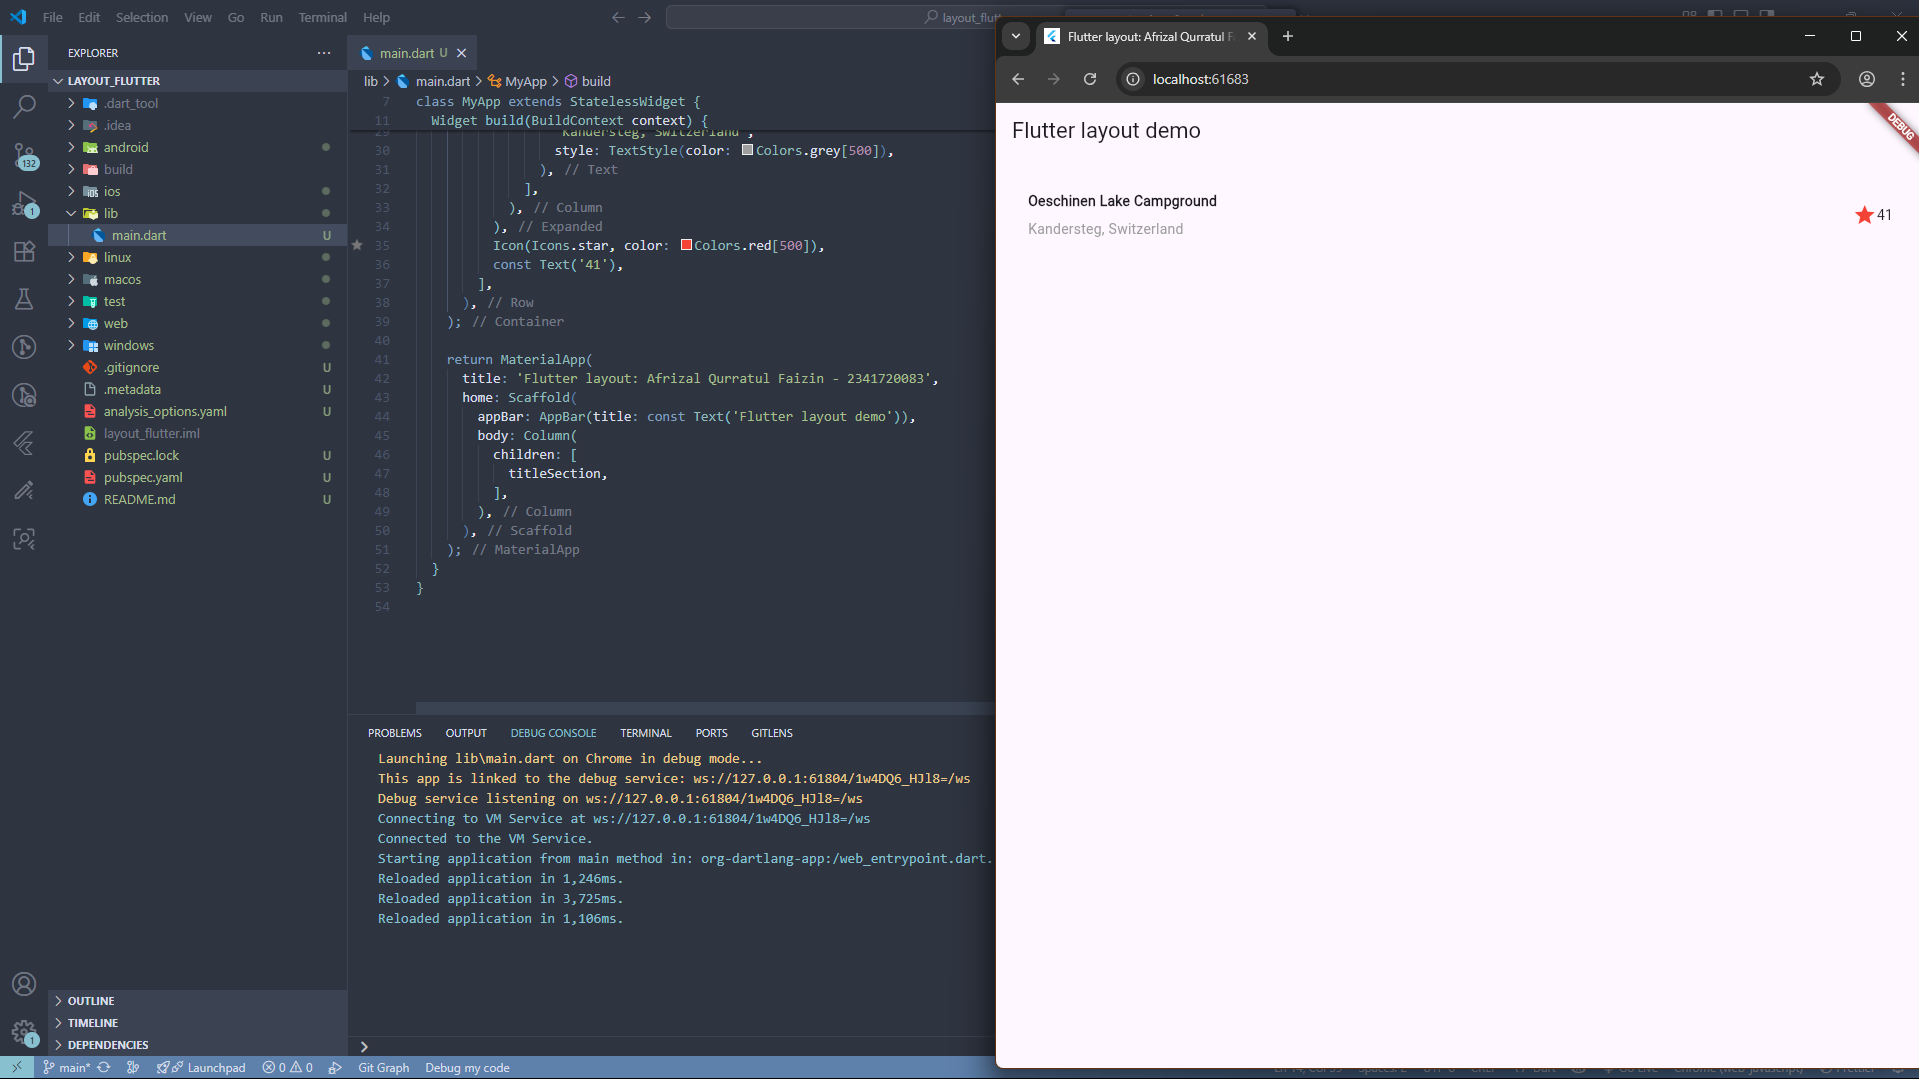 File Edit Selection View Go Run Terminal Help
layout_flutt
EXPLORER
LAYOUT_FLUTTER
.dart_tool
.idea
android
build
ios
lib
main.dart U
linux
macos
test
web
windows
.gitignore U
.metadata U
analysis_options.yaml U
layout_flutter.iml
pubspec.lock U
pubspec.yaml U
README.md U
OUTLINE
TIMELINE
DEPENDENCIES
132
1
1
main.dart U
lib > main.dart > MyApp > build
7 class MyApp extends StatelessWidget {
11 Widget build(BuildContext context) {
29 'Kandersteg, Switzerland',
30 style: TextStyle(color: Colors.grey[500]),
31 ), // Text
32 ],
33 ), // Column
34 ), // Expanded
35 Icon(Icons.star, color: Colors.red[500]),
36 const Text('41'),
37 ],
38 ), // Row
39 ); // Container
40
41 return MaterialApp(
42 title: 'Flutter layout: Afrizal Qurratul Faizin - 2341720083',
43 home: Scaffold(
44 appBar: AppBar(title: const Text('Flutter layout demo')),
45 body: Column(
46 children: [
47 titleSection,
48 ],
49 ), // Column
50 ), // Scaffold
51 ); // MaterialApp
52 }
53 }
54
PROBLEMS OUTPUT DEBUG CONSOLE TERMINAL PORTS GITLENS
Launching lib\main.dart on Chrome in debug mode...
This app is linked to the debug service: ws://127.0.0.1:61804/1w4DQ6_HJl8=/ws
Debug service listening on ws://127.0.0.1:61804/1w4DQ6_HJl8=/ws
Connecting to VM Service at ws://127.0.0.1:61804/1w4DQ6_HJl8=/ws
Connected to the VM Service.
Starting application from main method in: org-dartlang-app:/web_entrypoint.dart.
Reloaded application in 1,246ms.
Reloaded application in 3,725ms.
Reloaded application in 1,106ms.
main* Launchpad 0 0 Git Graph Debug my code
Flutter layout: Afrizal Qurratul F
localhost:61683
Flutter layout demo
DEBUG
Oeschinen Lake Campground
Kandersteg, Switzerland
41